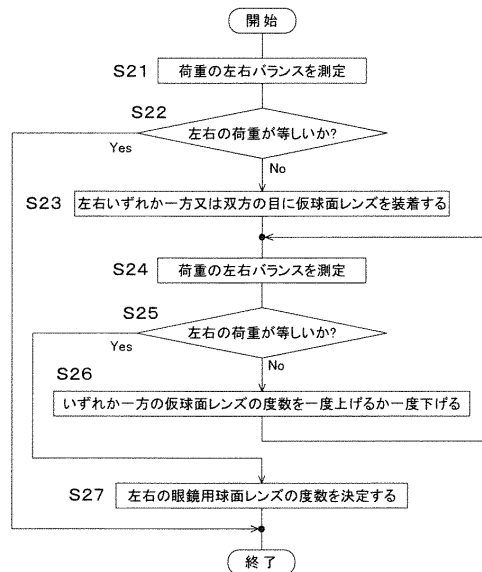 開始
S21
荷重の左右バランスを測定
S22
左右の荷重が等しいか?
Yes
No
S23
左右いずれか一方又は双方の目に仮球面レンズを装着する
S24
荷重の左右バランスを測定
S25
左右の荷重が等しいか?
Yes
No
S26
いずれか一方の仮球面レンズの度数を一度上げるか一度下げる
S27
左右の眼鏡用球面レンズの度数を決定する
終了